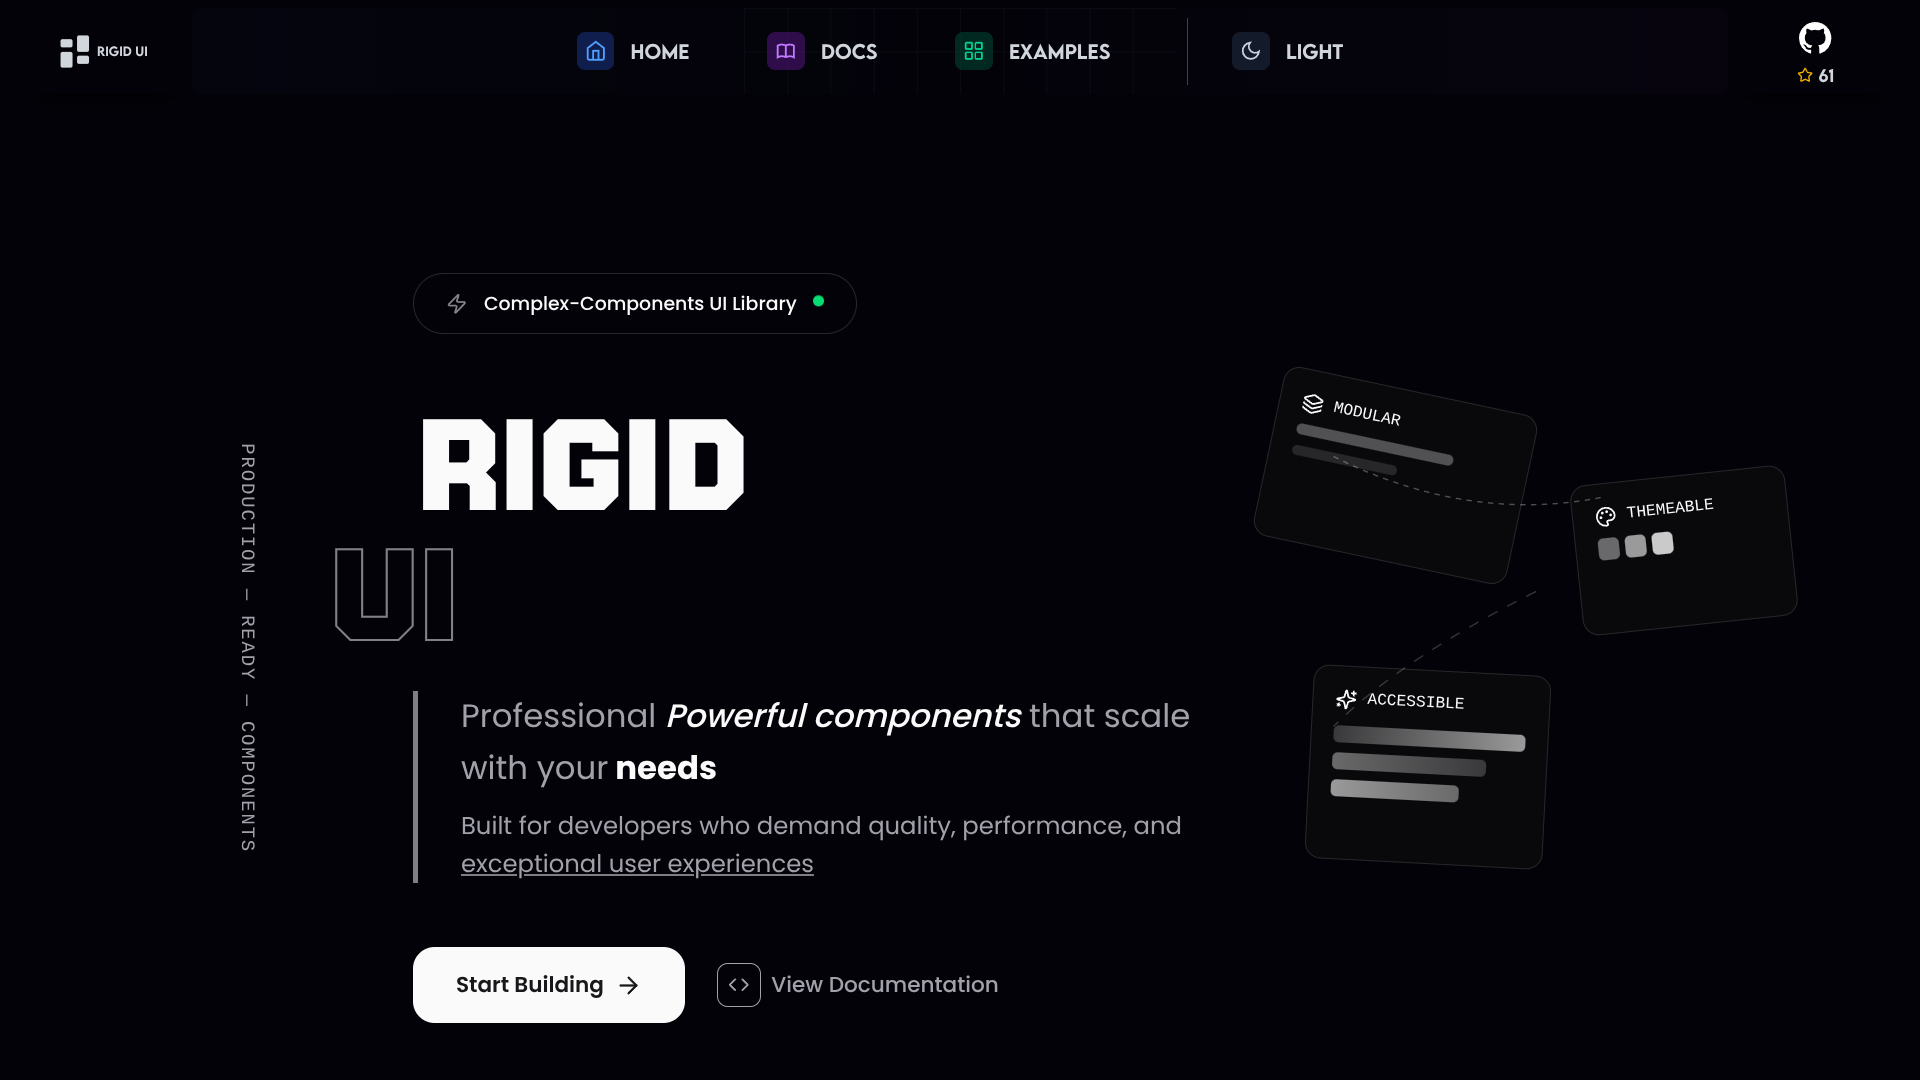 RIGID UI
HOME
DOCS
EXAMPLES
LIGHT
61
Complex-Components UI Library
RIGID
UI
PRODUCTION — READY — COMPONENTS
Professional Powerful components that scale
with your needs
Built for developers who demand quality, performance, and
exceptional user experiences
Start Building
View Documentation
MODULAR
THEMEABLE
ACCESSIBLE